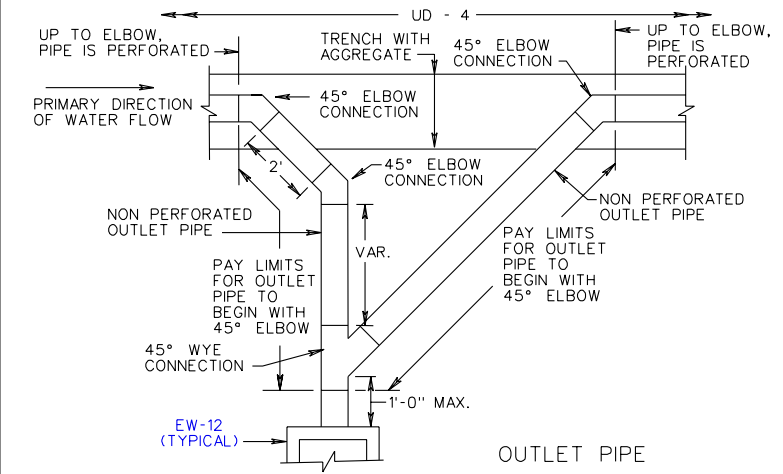 UD - 4
UP TO ELBOW,
PIPE IS PERFORATED
TRENCH WITH
AGGREGATE
45° ELBOW
CONNECTION
UP TO ELBOW,
PIPE IS
PERFORATED
PRIMARY DIRECTION
OF WATER FLOW
45° ELBOW
CONNECTION
2'
45° ELBOW
CONNECTION
NON PERFORATED
OUTLET PIPE
NON PERFORATED
OUTLET PIPE
VAR.
PAY LIMITS
FOR OUTLET
PIPE TO
BEGIN WITH
45° ELBOW
PAY LIMITS
FOR OUTLET
PIPE TO
BEGIN WITH
45° ELBOW
45° WYE
CONNECTION
1'-0" MAX.
EW-12
(TYPICAL)
OUTLET PIPE